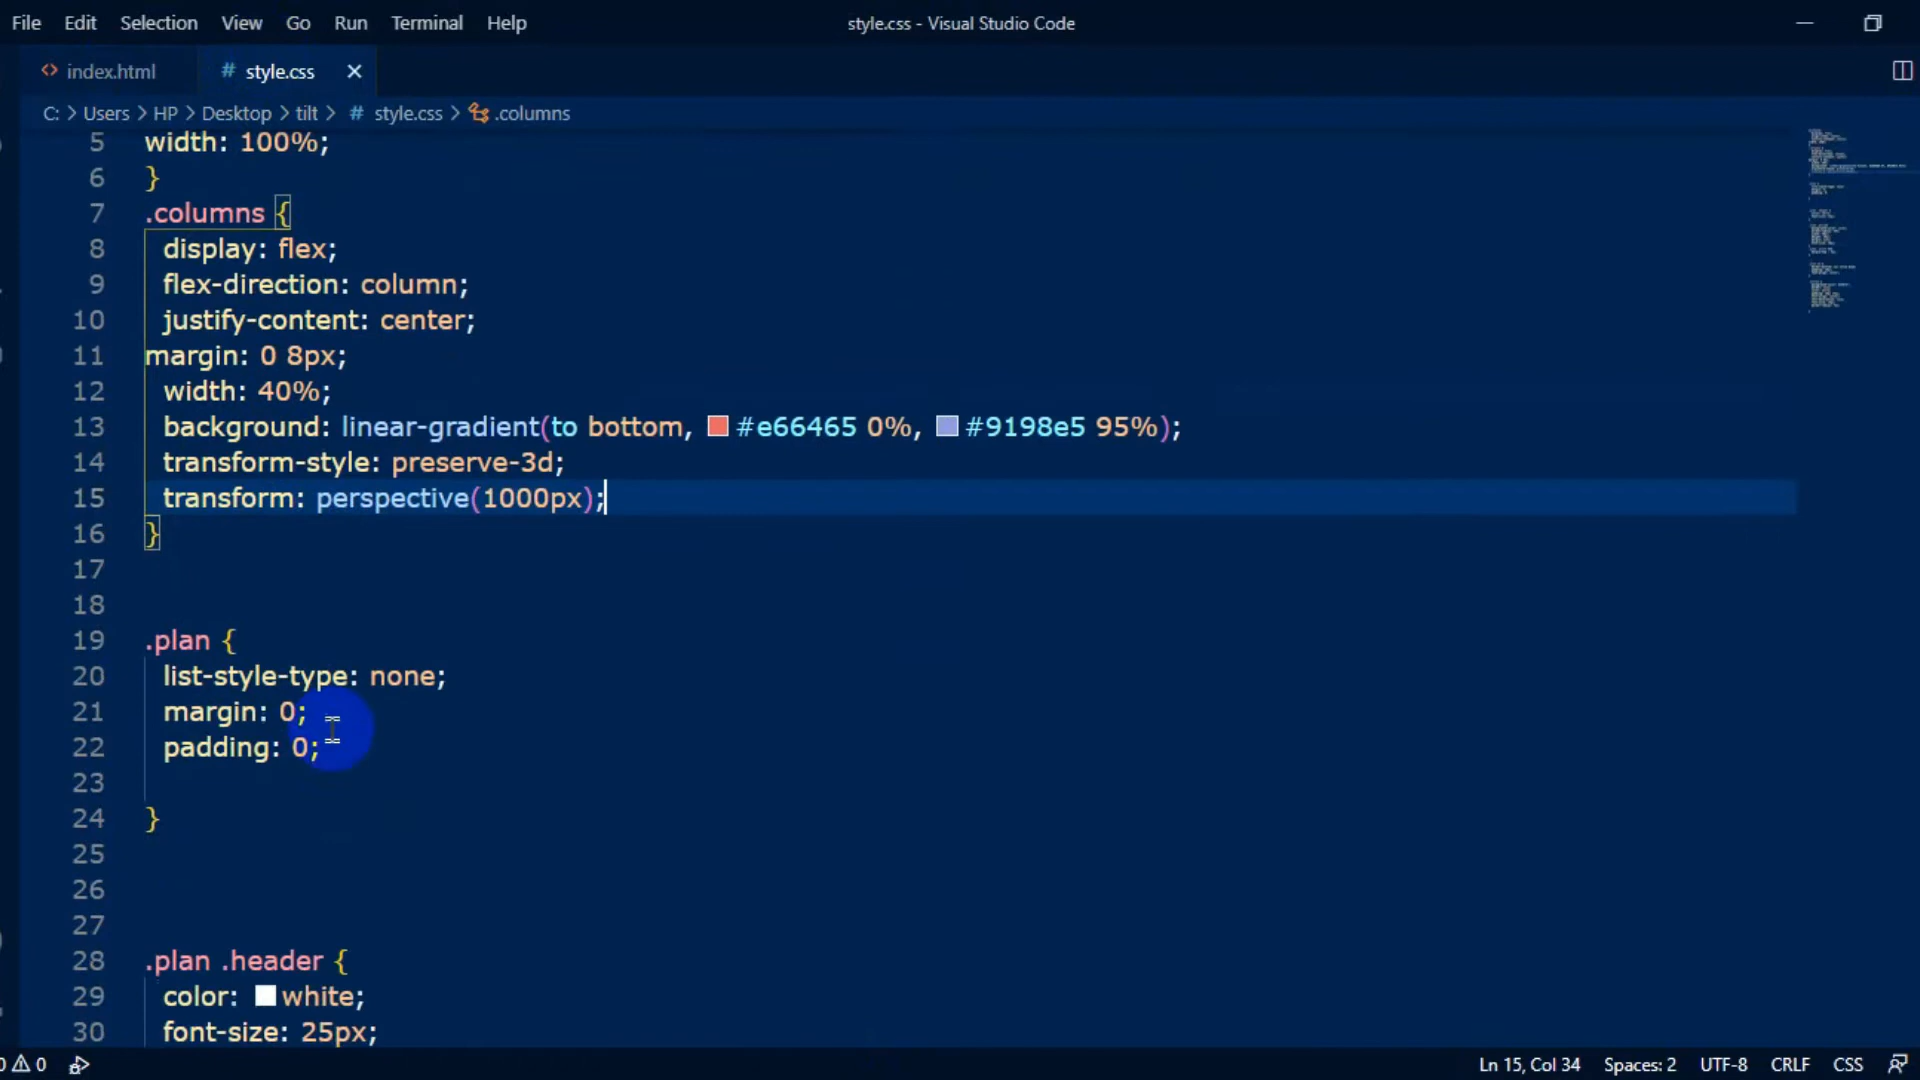 File Edit Selection View Go Run Terminal Help style.css - Visual Studio Code
index.html # style.css
C: > Users > HP > Desktop > tilt > # style.css > .columns
5 width: 100%;
6 }
7 .columns {
8 display: flex;
9 flex-direction: column;
10 justify-content: center;
11 margin: 0 8px;
12 width: 40%;
13 background: linear-gradient(to bottom, #e66465 0%, #9198e5 95%);
14 transform-style: preserve-3d;
15 transform: perspective(1000px);
16 }
17
18
19 .plan {
20 list-style-type: none;
21 margin: 0;
22 padding: 0;
23
24 }
25
26
27
28 .plan .header {
29 color: white;
30 font-size: 25px;
0 0 Ln 15, Col 34 Spaces: 2 UTF-8 CRLF CSS